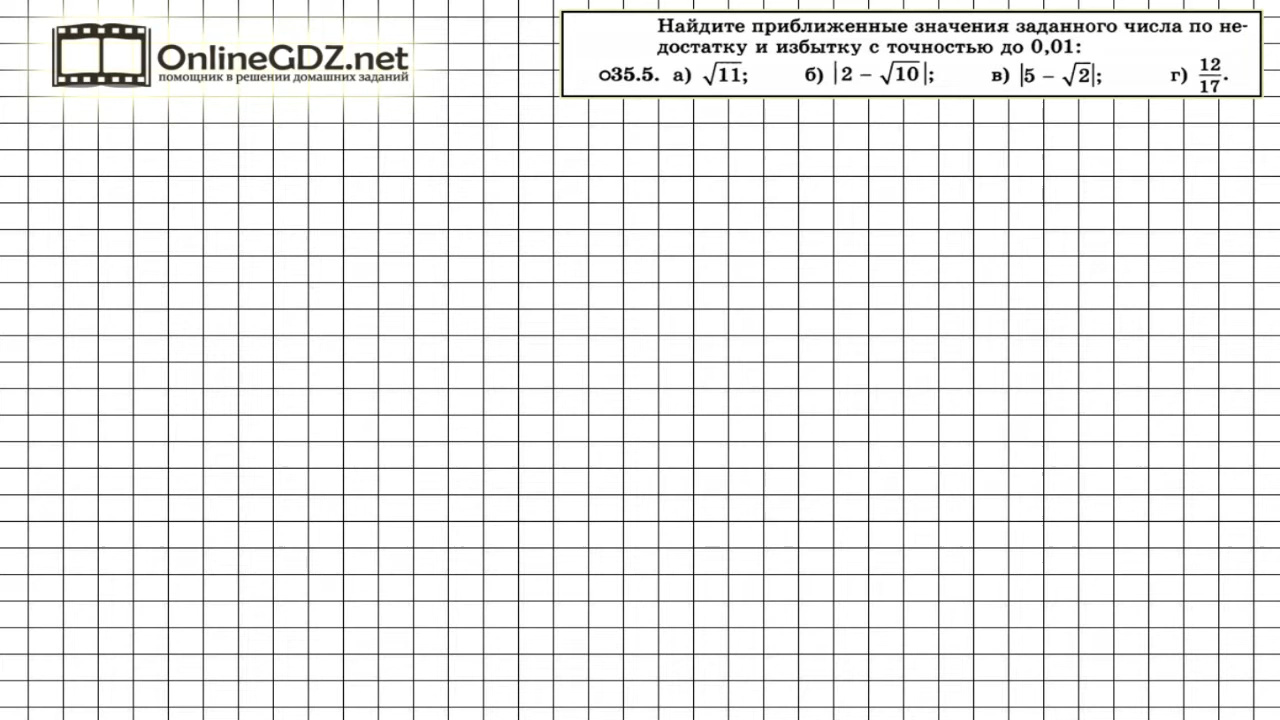 OnlineGDZ.net
помощник в решении домашних заданий
Найдите приближенные значения заданного числа по не-
достатку и избытку с точностью до 0,01:
○35.5. а) √11; б) |2 − √10|; в) |5 − √2|; г) 12/17.